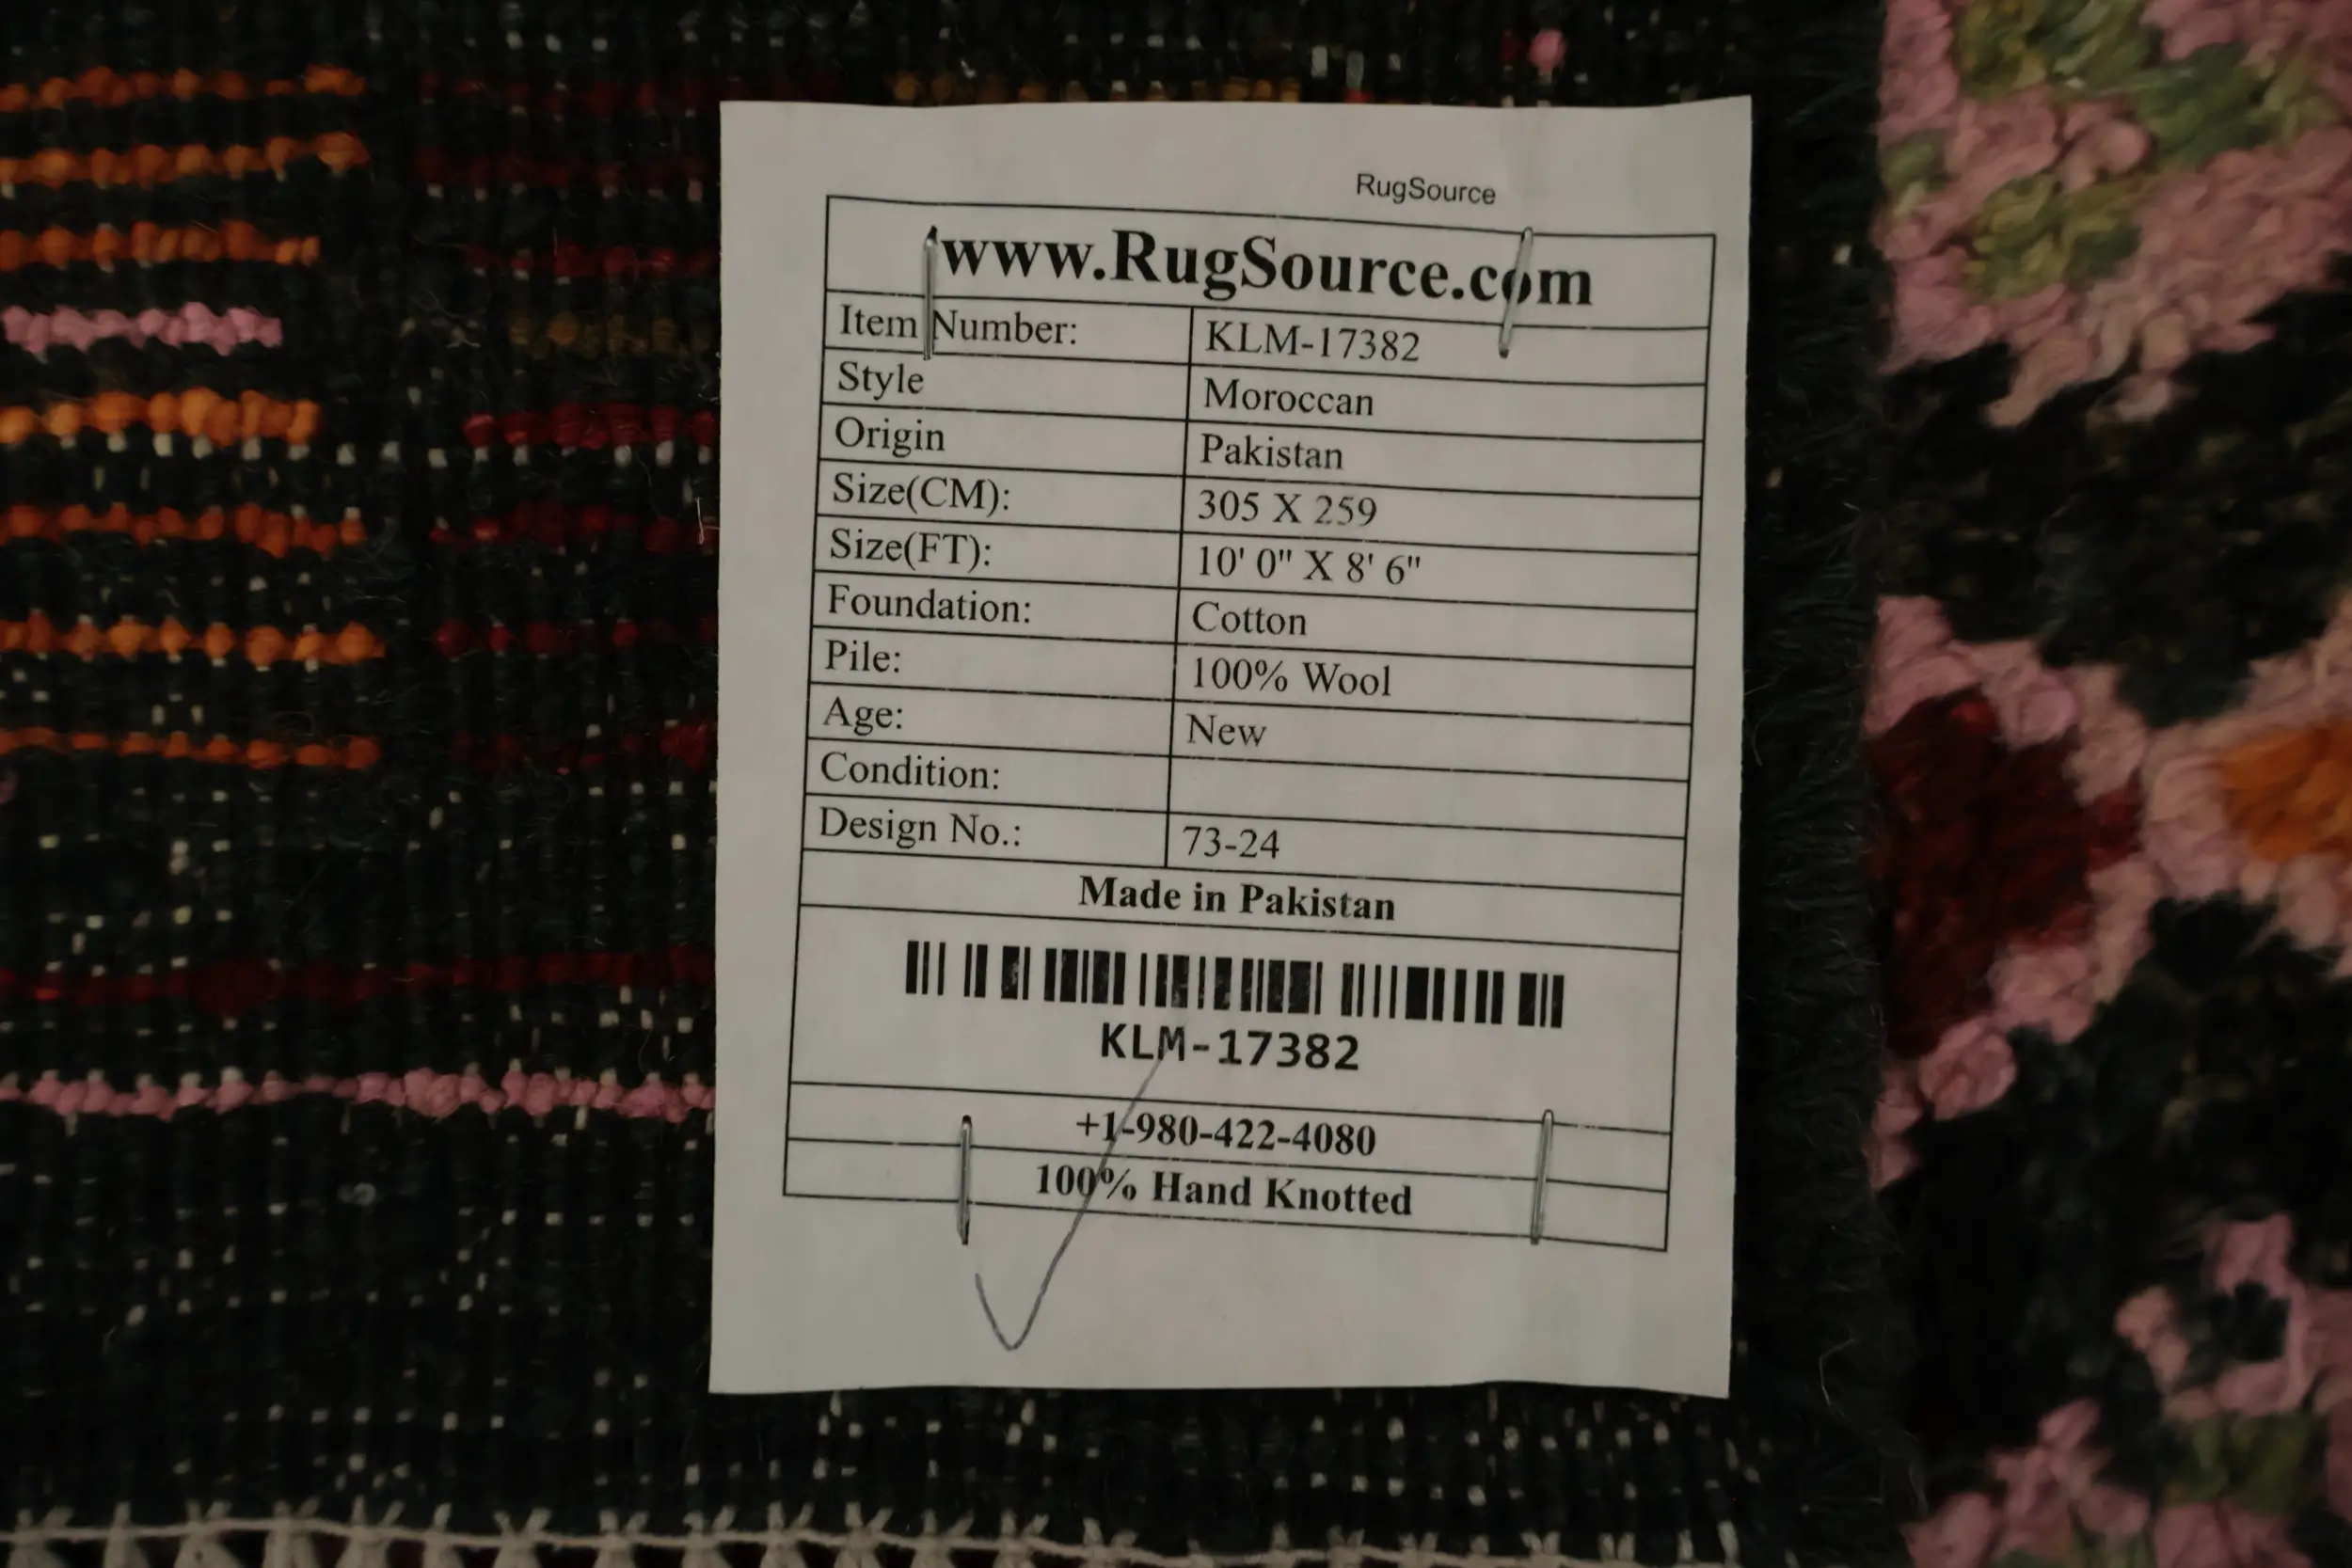 RugSource
www.RugSource.com
Item Number: KLM-17382
Style Moroccan
Origin Pakistan
Size(CM): 305 X 259
Size(FT): 10' 0" X 8' 6"
Foundation: Cotton
Pile: 100% Wool
Age: New
Condition:
Design No.: 73-24
Made in Pakistan
KLM-17382
+1-980-422-4080
100% Hand Knotted